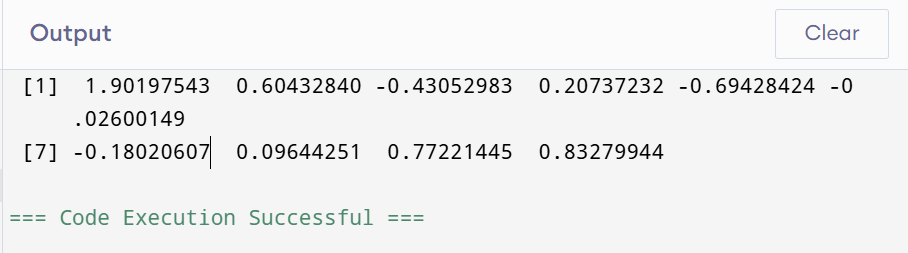 Output
Clear
[1]  1.90197543  0.60432840 -0.43052983  0.20737232 -0.69428424 -0
.02600149
[7] -0.18020607  0.09644251  0.77221445  0.83279944
=== Code Execution Successful ===